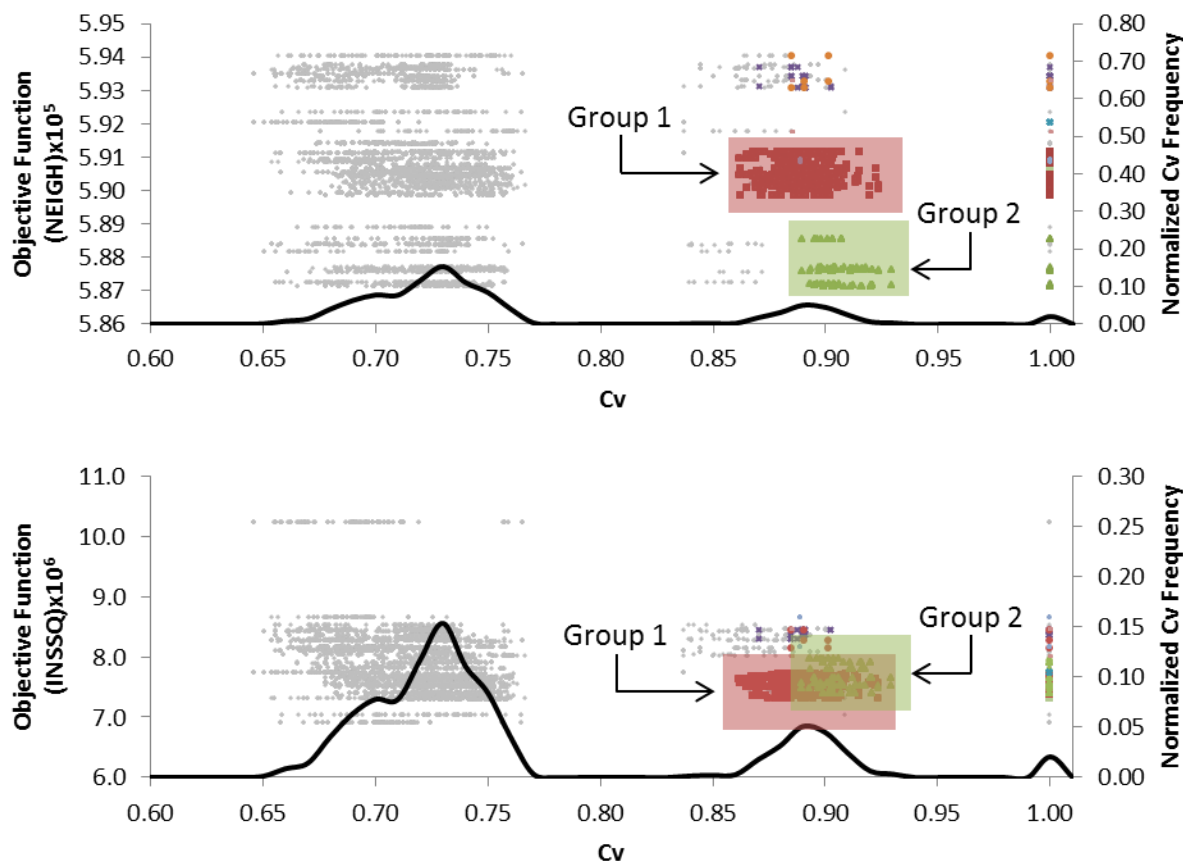 Objective Function
(NEIGH)x10⁵
5.95
5.94
5.93
5.92
5.91
5.90
5.89
5.88
5.87
5.86
Group 1
Group 2
0.80
0.70
0.60
0.50
0.40
0.30
0.20
0.10
0.00
Normalized Cv Frequency
0.60 0.65 0.70 0.75 0.80 0.85 0.90 0.95 1.00
Cv
Objective Function
(INSSQ)x10⁶
11.0
10.0
9.0
8.0
7.0
6.0
Group 1
Group 2
0.30
0.25
0.20
0.15
0.10
0.05
0.00
Normalized Cv Frequency
0.60 0.65 0.70 0.75 0.80 0.85 0.90 0.95 1.00
Cv